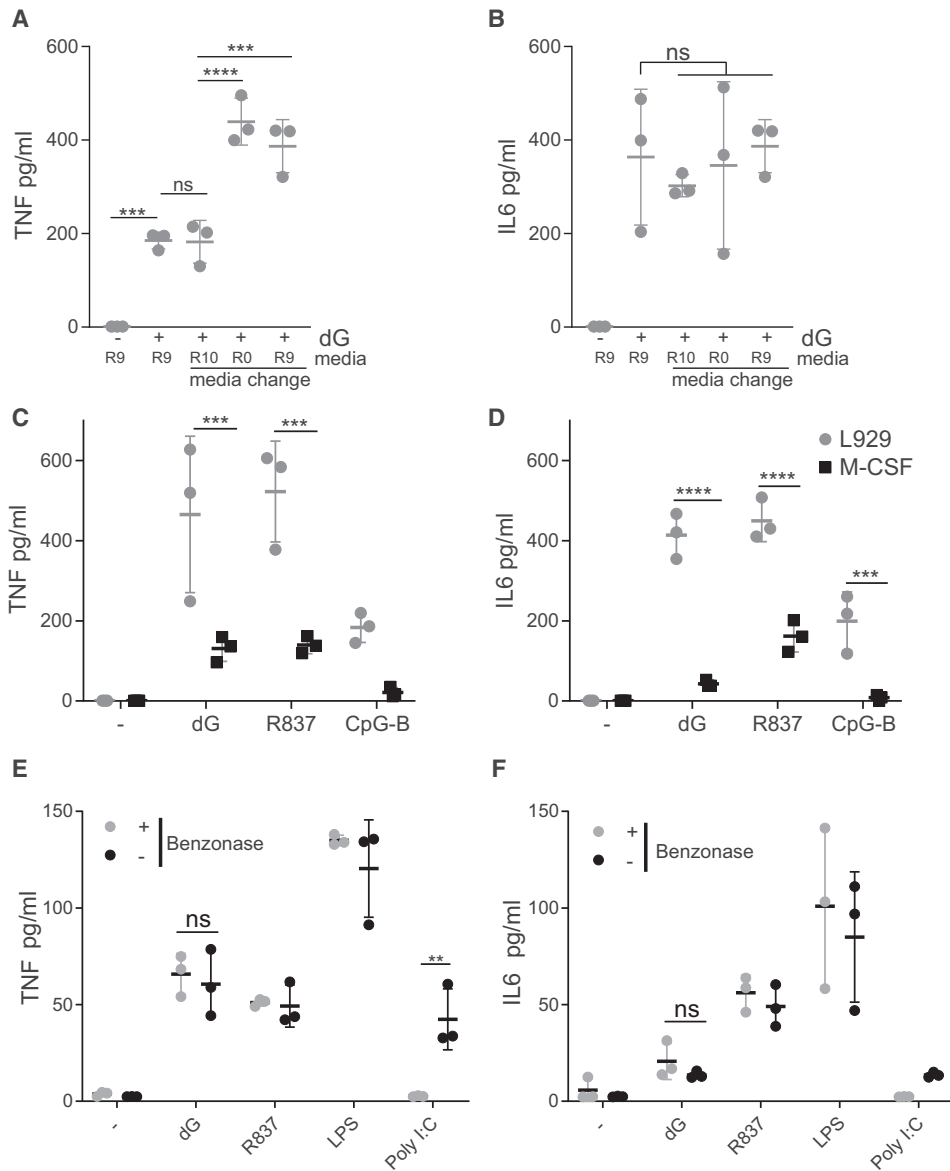 A
TNF pg/ml
600
400
200
0
***
ns
***
****
- + + + + dG
R9 R9 R10 R0 R9 media
media change
B
IL6 pg/ml
600
400
200
0
ns
- + + + + dG
R9 R9 R10 R0 R9 media
media change
C
TNF pg/ml
600
400
200
0
***
***
- dG R837 CpG-B
D
IL6 pg/ml
600
400
200
0
****
****
***
L929
M-CSF
- dG R837 CpG-B
E
TNF pg/ml
150
100
50
0
+
-
Benzonase
ns
**
- dG R837 LPS Poly I:C
F
IL6 pg/ml
150
100
50
0
+
-
Benzonase
ns
- dG R837 LPS Poly I:C